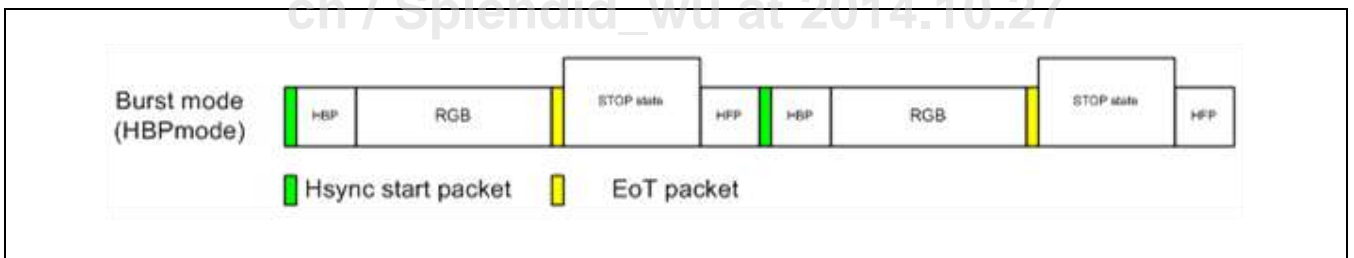 cn / Splendid_wu at 2014.10.27
Burst mode
(HBPmode)
HBP RGB STOP state HFP HBP RGB STOP state HFP
Hsync start packet EoT packet